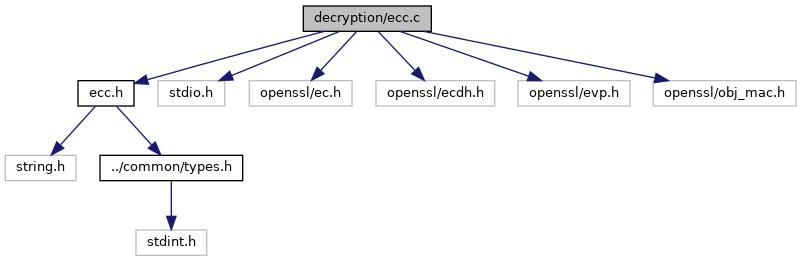 decryption/ecc.c
ecc.h
stdio.h
openssl/ec.h
openssl/ecdh.h
openssl/evp.h
openssl/obj_mac.h
string.h
../common/types.h
stdint.h